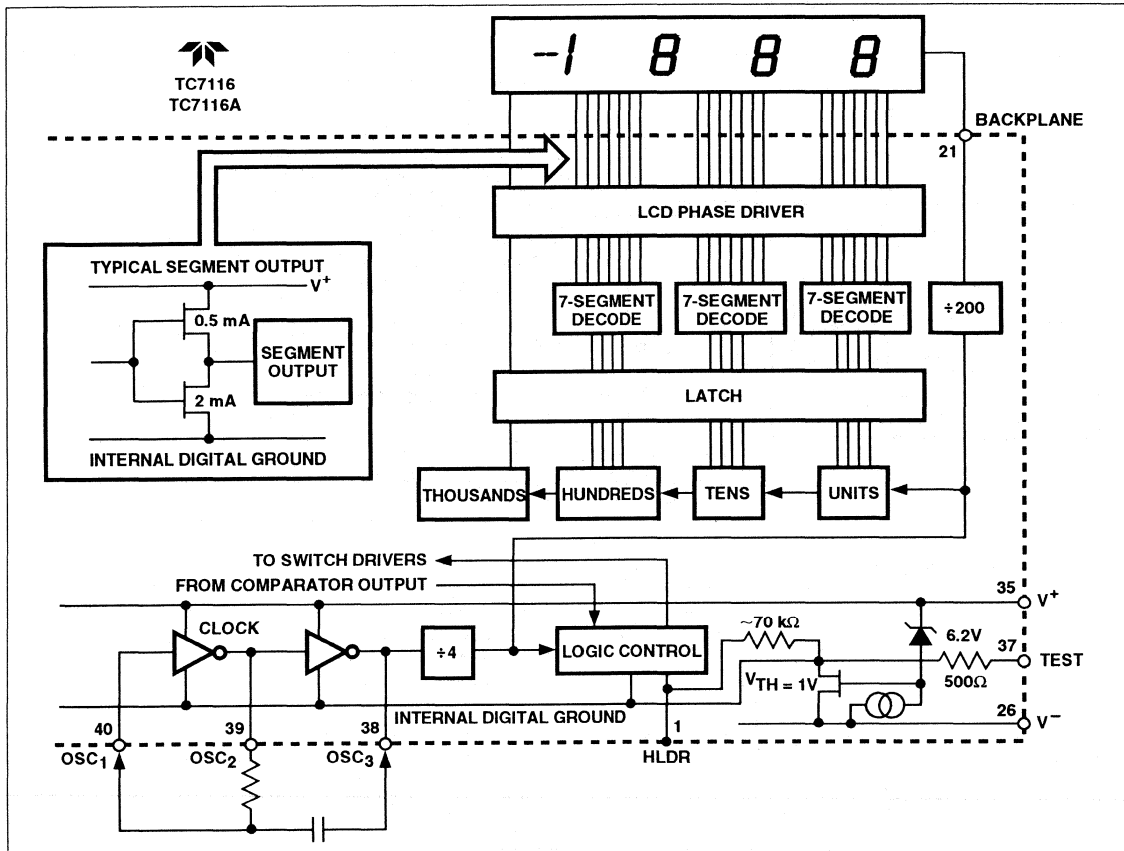 -1 8 8 8
TC7116
TC7116A
BACKPLANE
21
LCD PHASE DRIVER
TYPICAL SEGMENT OUTPUT
V+
0.5 mA
SEGMENT
OUTPUT
2 mA
INTERNAL DIGITAL GROUND
7-SEGMENT
DECODE
7-SEGMENT
DECODE
7-SEGMENT
DECODE
÷200
LATCH
THOUSANDS
HUNDREDS
TENS
UNITS
TO SWITCH DRIVERS
FROM COMPARATOR OUTPUT
CLOCK
÷4
LOGIC CONTROL
~70 kΩ
35
V+
6.2V
37
TEST
500Ω
VTH = 1V
26
V−
INTERNAL DIGITAL GROUND
40
39
38
1
OSC1
OSC2
OSC3
HLDR